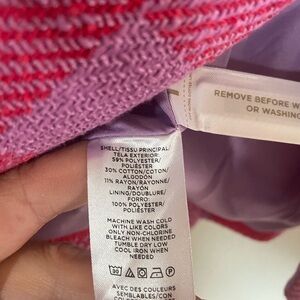 REMOVE BEFORE W
OR WASHING
SHELL/TISSU PRINCIPAL/
TELA EXTERIOR:
59% POLYESTER/
POLIÉSTER
30% COTTON/COTON/
ALGODÓN
11% RAYON/RAYONNE/
RAYÓN
LINING/DOUBLURE/
FORRO:
100% POLYESTER/
POLIÉSTER
MACHINE WASH COLD
WITH LIKE COLORS
ONLY NON-CHLORINE
BLEACH WHEN NEEDED
TUMBLE DRY LOW
COOL IRON WHEN NEEDED
AVEC DES COULEURS
SEMBLABLES/CON